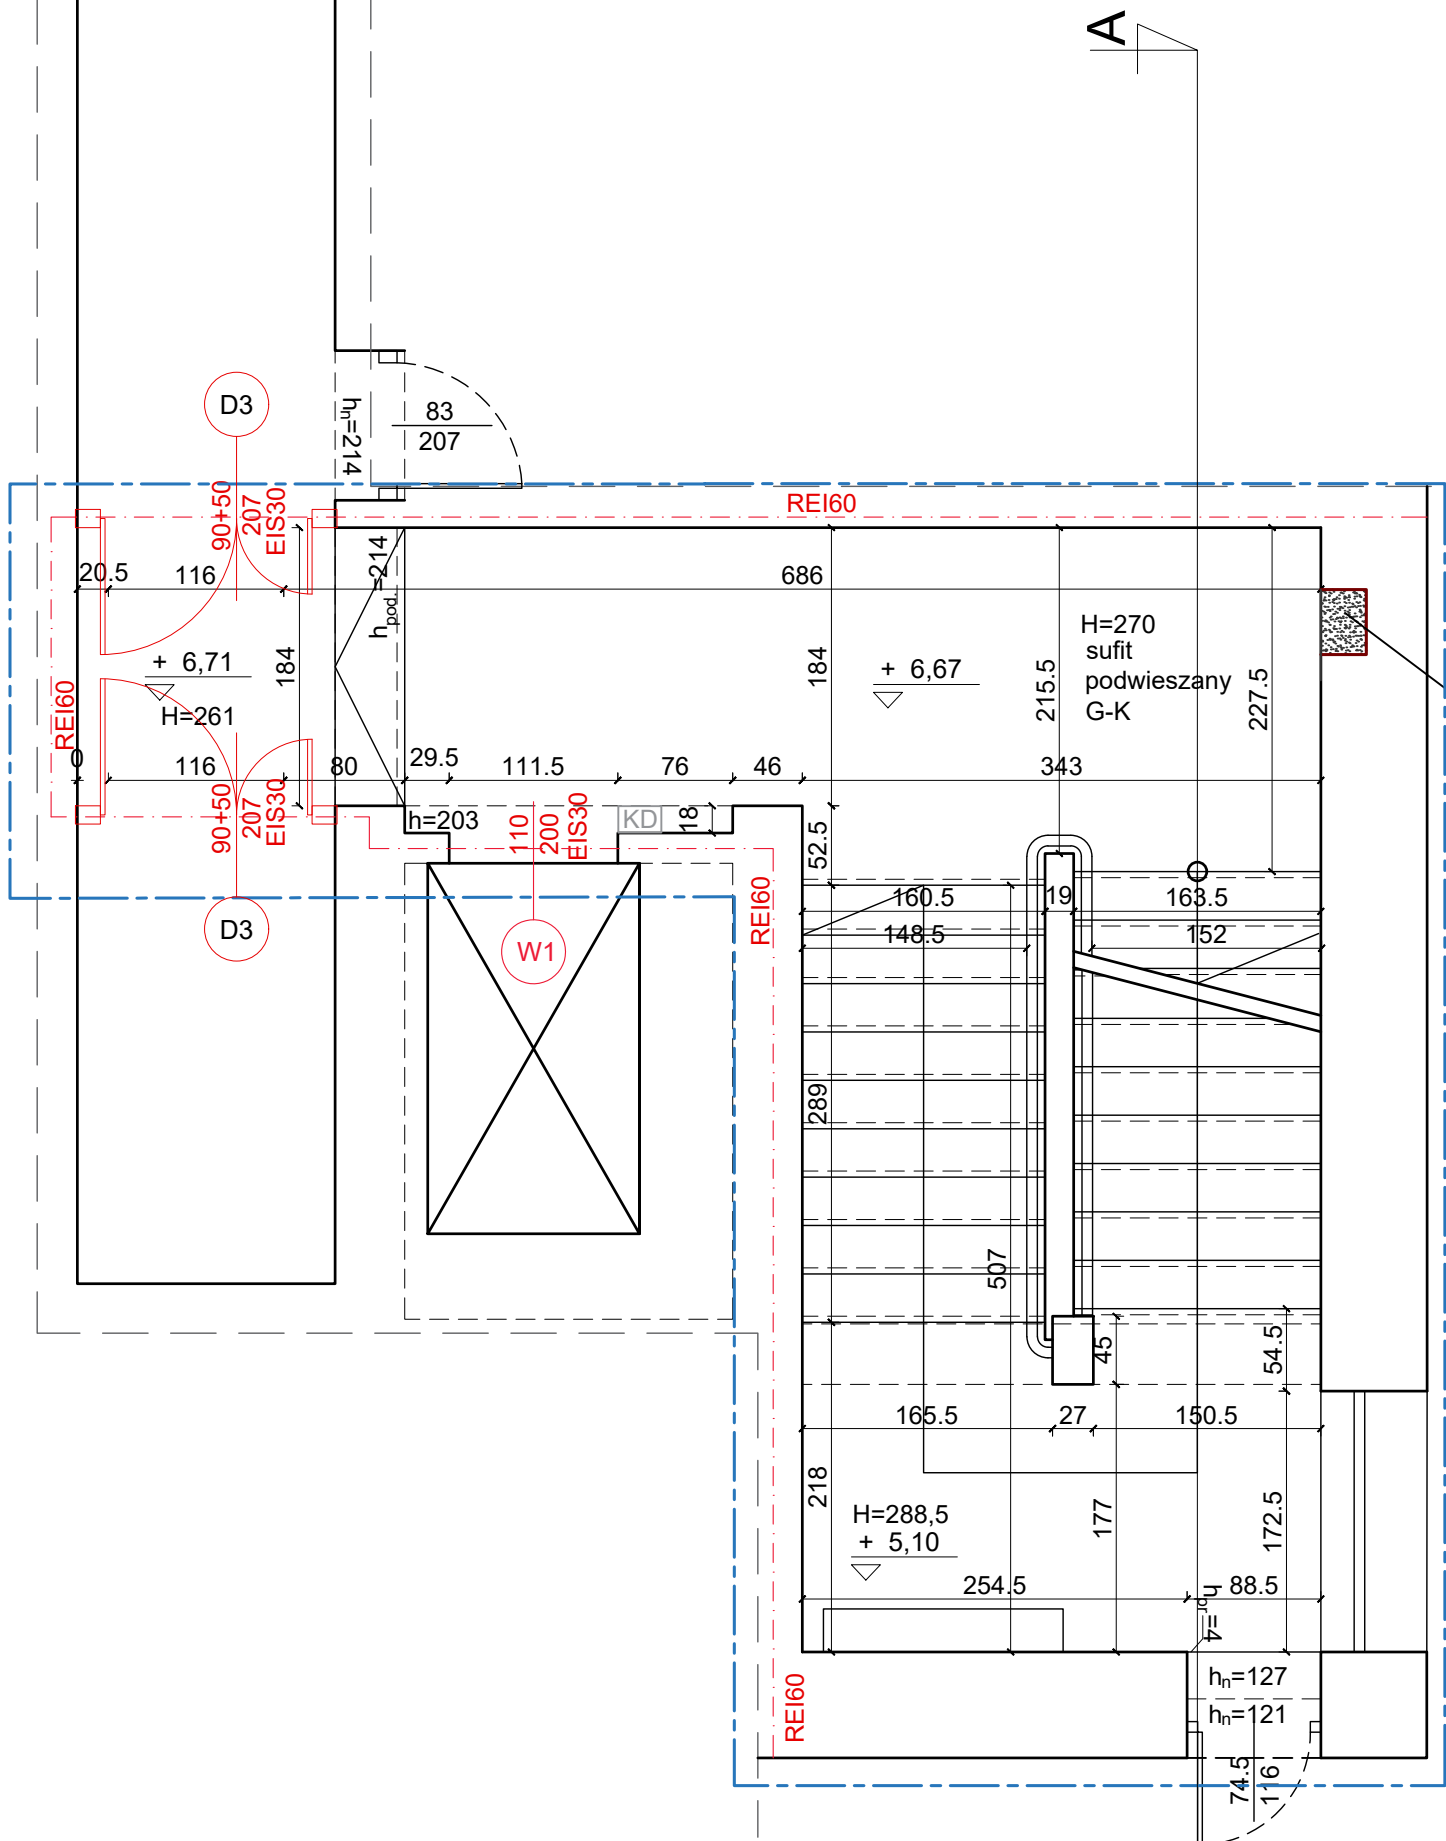 A
D3
83
207
hn=214
90+50
207
EIS30
REI60
20.5
116
686
hpod.=214
H=270
sufit
podwieszany
G-K
+ 6,71
H=261
184
184
+ 6,67
215.5
227.5
REI60
0
116
80
29.5
111.5
76
46
343
90+50
207
EIS30
h=203
110
200
EIS30
KD
18
52.5
160.5
19
163.5
148.5
152
D3
W1
REI60
289
507
45
54.5
165.5
27
150.5
218
177
172.5
H=288,5
+ 5,10
254.5
88.5
hpr=4
REI60
hn=127
hn=121
74.5
116